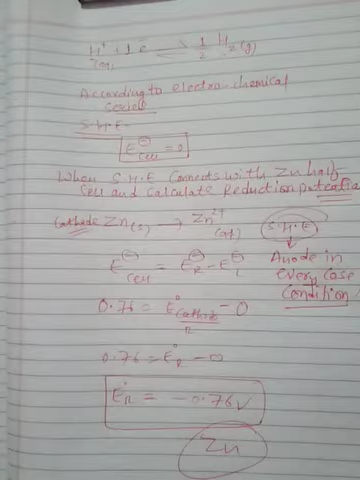 H⁺(aq) + 1e⁻ ⟶ 1/2 H₂(g)
According to electro-chemical
Series
S.H.E
E⊖cell = 0
When S.H.E Connects with Zn half
Cell and Calculate Reduction potential
Cathode Zn(s) ⟶ Zn²⁺(aq) S.H.E
E⊖cell = E⊖R − E⊖L Anode in
every case
Condition
0.76 = E°Cathode − 0
R
0.76 = E°R − 0
E°R = −0.76V
Zn